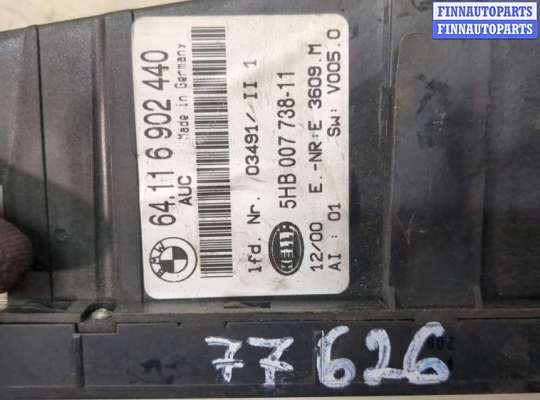 FINNAUTOPARTS
FINNAUTOPARTS
BMW
64.11 6 902 440
AUC Made in Germany
lfd. Nr. 03491/ II 1
HELLA
5HB 007 738-11
12/00 E.-NR:E 3609.M
AI : 01 SW: V005.0
77626